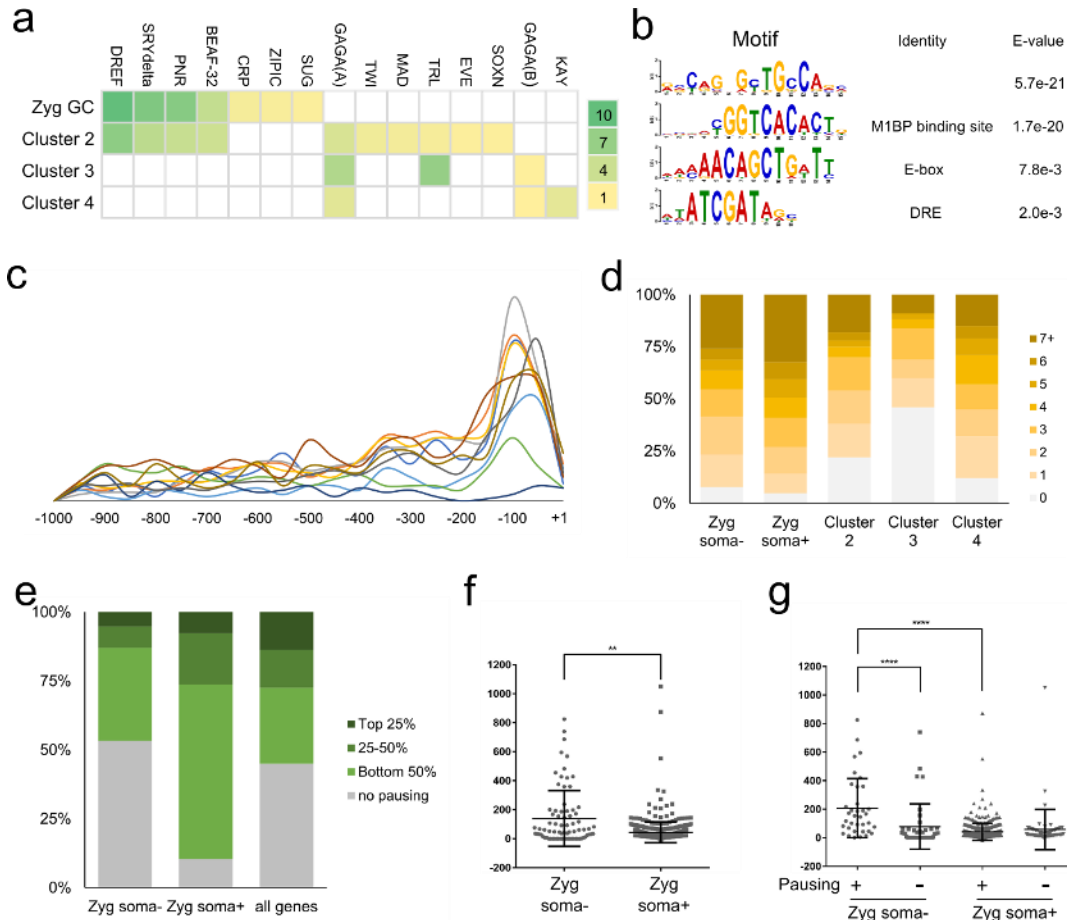 a
DREF
SRYdelta
PNR
BEAF-32
CRP
ZIPIC
SUG
GAGA(A)
TWI
MAD
TRL
EVE
SOXN
GAGA(B)
KAY
Zyg GC
Cluster 2
Cluster 3
Cluster 4
10
7
4
1
b
Motif Identity E-value
5.7e-21
M1BP binding site 1.7e-20
E-box 7.8e-3
DRE 2.0e-3
c
-1000 -900 -800 -700 -600 -500 -400 -300 -200 -100 +1
d
100%
75%
50%
25%
0%
Zyg soma-
Zyg soma+
Cluster 2
Cluster 3
Cluster 4
7+
6
5
4
3
2
1
0
e
100%
75%
50%
25%
0%
Zyg soma- Zyg soma+ all genes
Top 25%
25-50%
Bottom 50%
no pausing
f
1200
1000
800
600
400
200
0
-200
**
Zyg soma-
Zyg soma+
g
1200
1000
800
600
400
200
0
-200
****
****
Pausing + - + -
Zyg soma- Zyg soma+